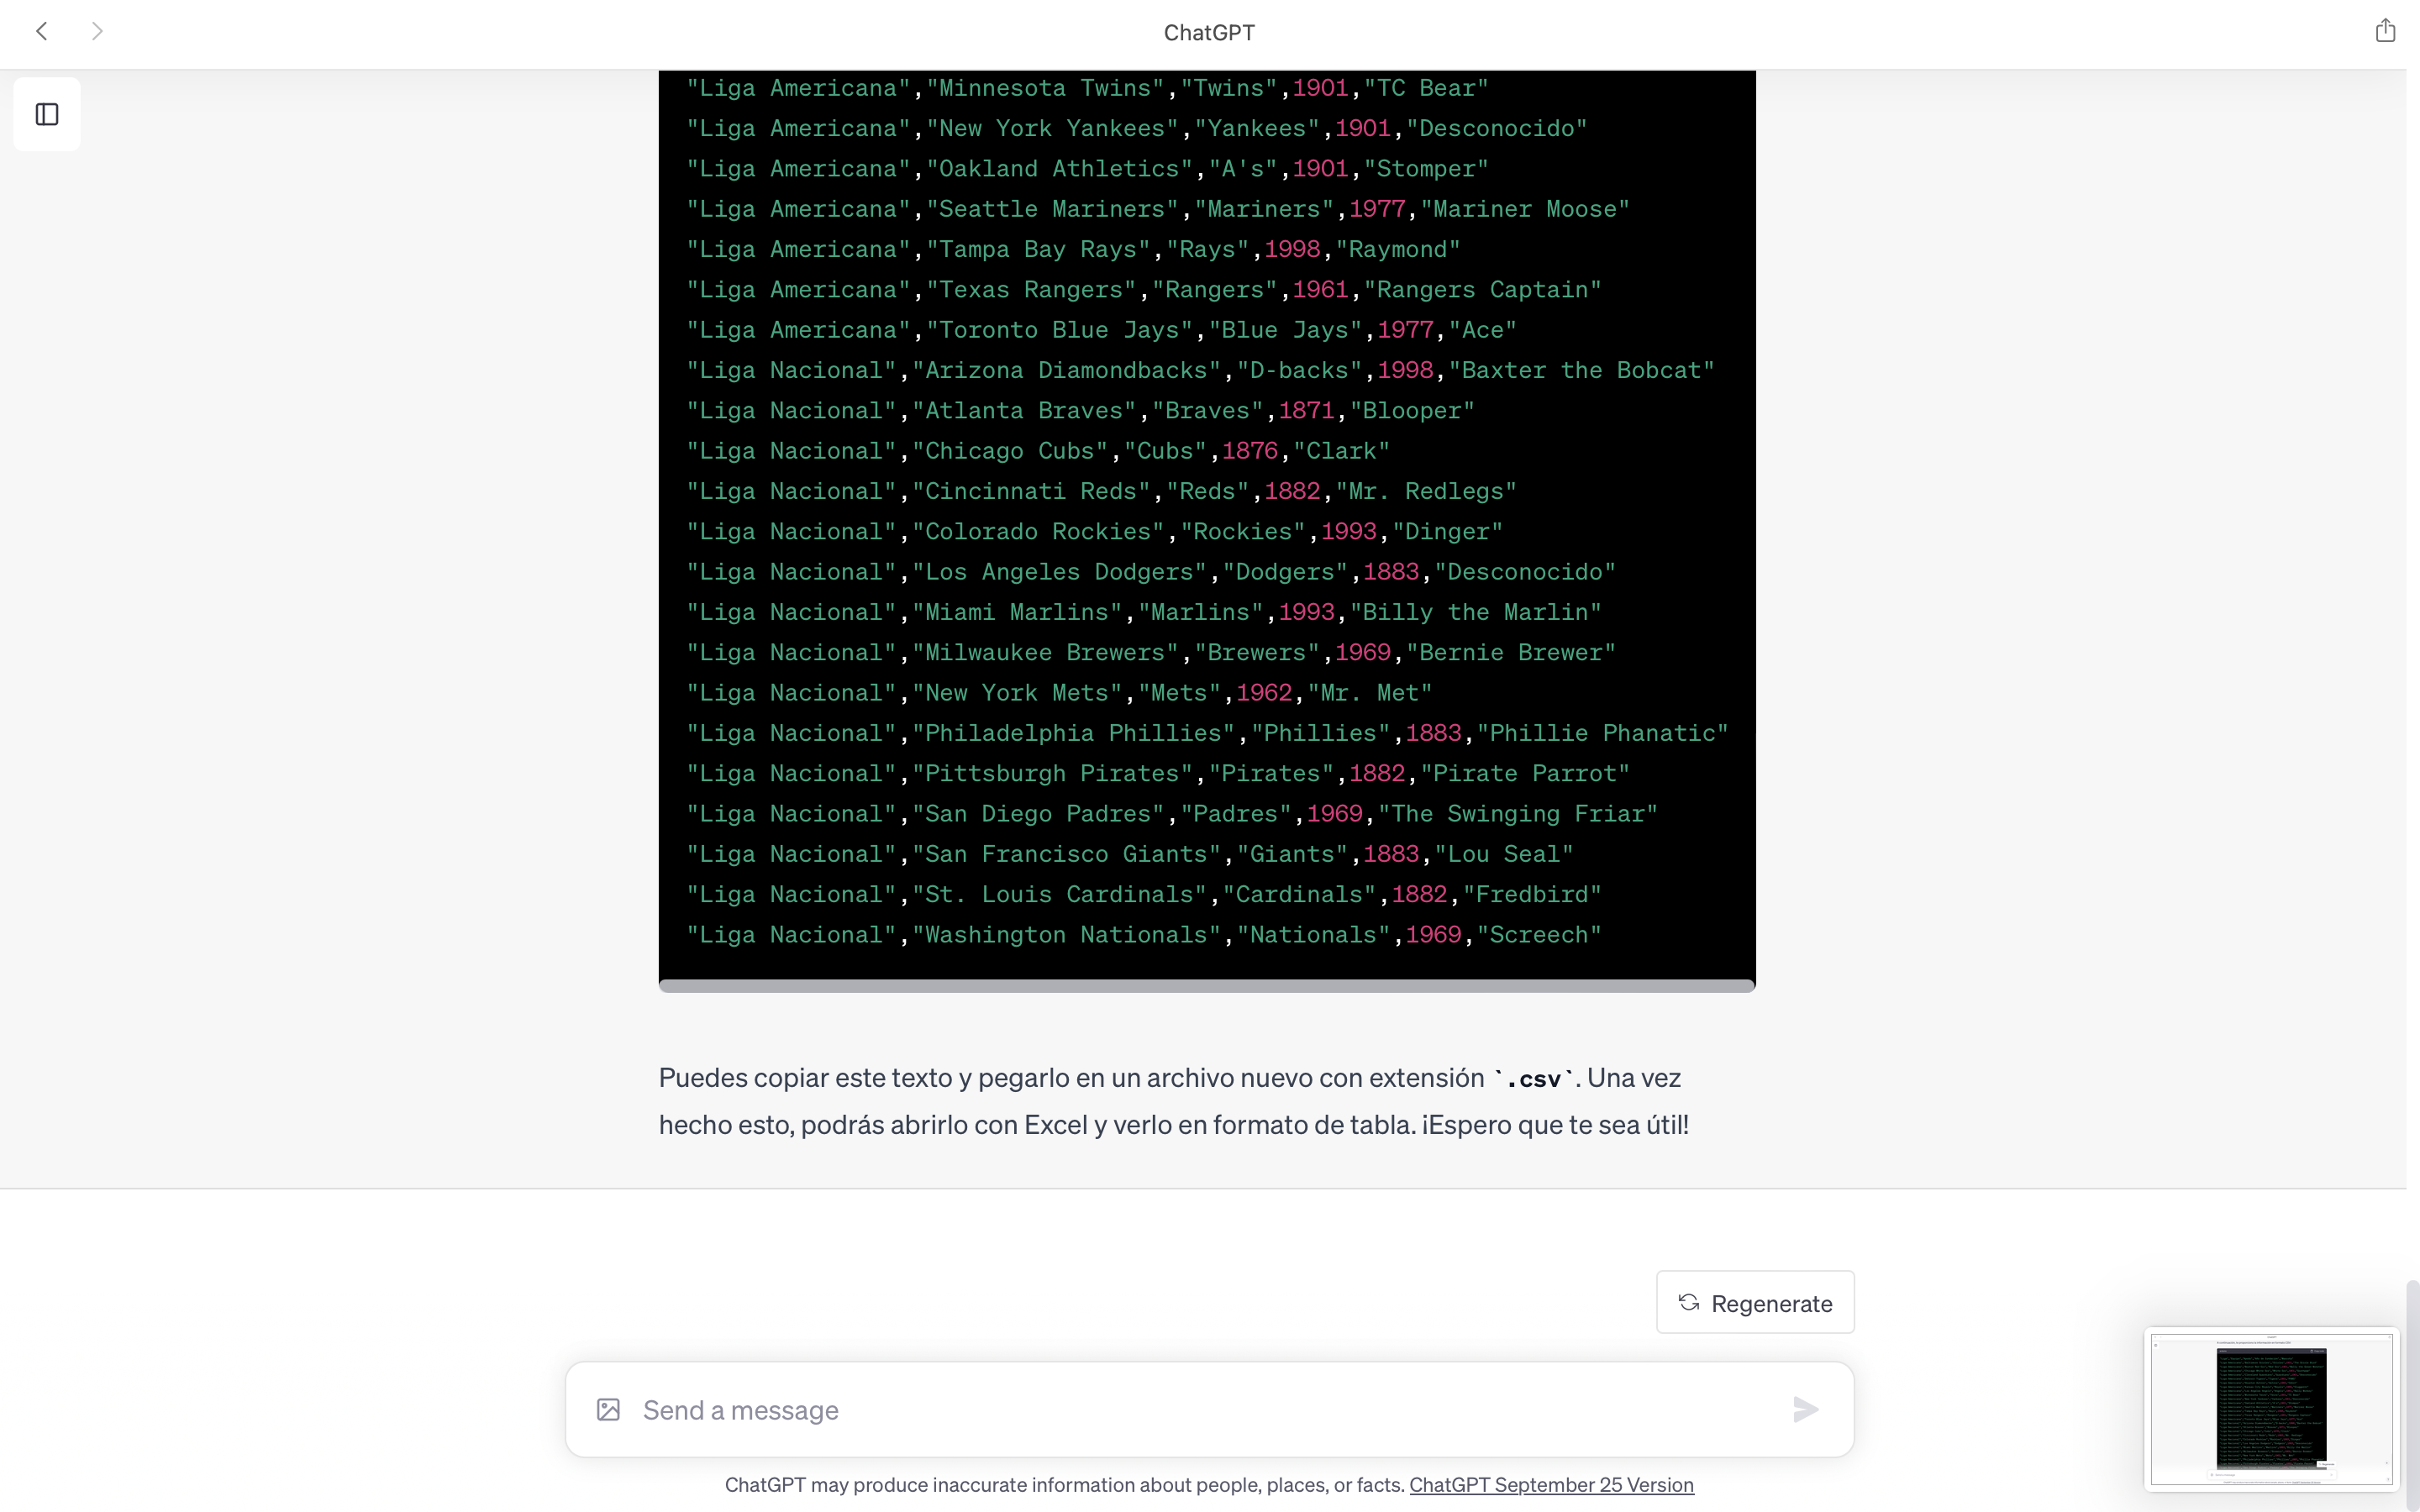 ChatGPT
"Liga Americana","Minnesota Twins","Twins",1901,"TC Bear"
"Liga Americana","New York Yankees","Yankees",1901,"Desconocido"
"Liga Americana","Oakland Athletics","A's",1901,"Stomper"
"Liga Americana","Seattle Mariners","Mariners",1977,"Mariner Moose"
"Liga Americana","Tampa Bay Rays","Rays",1998,"Raymond"
"Liga Americana","Texas Rangers","Rangers",1961,"Rangers Captain"
"Liga Americana","Toronto Blue Jays","Blue Jays",1977,"Ace"
"Liga Nacional","Arizona Diamondbacks","D-backs",1998,"Baxter the Bobcat"
"Liga Nacional","Atlanta Braves","Braves",1871,"Blooper"
"Liga Nacional","Chicago Cubs","Cubs",1876,"Clark"
"Liga Nacional","Cincinnati Reds","Reds",1882,"Mr. Redlegs"
"Liga Nacional","Colorado Rockies","Rockies",1993,"Dinger"
"Liga Nacional","Los Angeles Dodgers","Dodgers",1883,"Desconocido"
"Liga Nacional","Miami Marlins","Marlins",1993,"Billy the Marlin"
"Liga Nacional","Milwaukee Brewers","Brewers",1969,"Bernie Brewer"
"Liga Nacional","New York Mets","Mets",1962,"Mr. Met"
"Liga Nacional","Philadelphia Phillies","Phillies",1883,"Phillie Phanatic"
"Liga Nacional","Pittsburgh Pirates","Pirates",1882,"Pirate Parrot"
"Liga Nacional","San Diego Padres","Padres",1969,"The Swinging Friar"
"Liga Nacional","San Francisco Giants","Giants",1883,"Lou Seal"
"Liga Nacional","St. Louis Cardinals","Cardinals",1882,"Fredbird"
"Liga Nacional","Washington Nationals","Nationals",1969,"Screech"
Puedes copiar este texto y pegarlo en un archivo nuevo con extensión `.csv`. Una vez
hecho esto, podrás abrirlo con Excel y verlo en formato de tabla. ¡Espero que te sea útil!
Regenerate
Send a message
ChatGPT may produce inaccurate information about people, places, or facts. ChatGPT September 25 Version